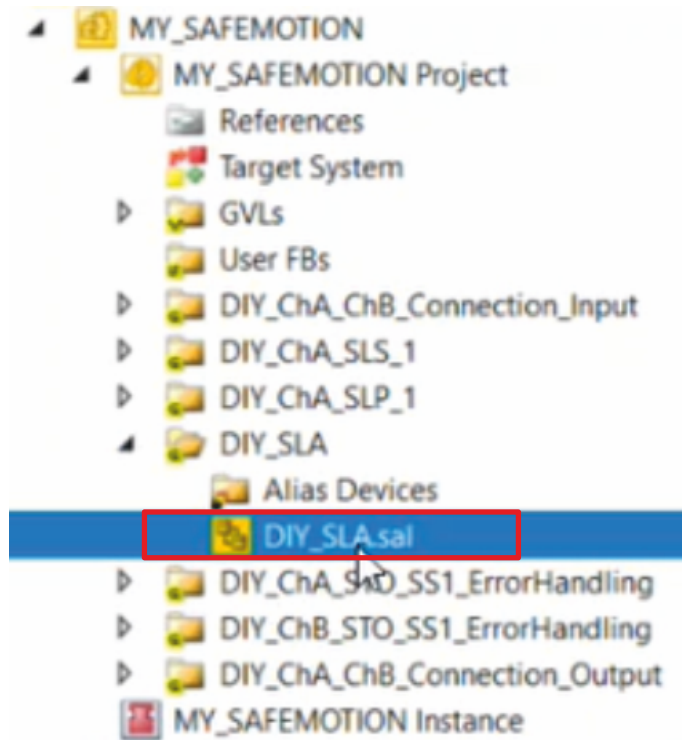 MY_SAFEMOTION
MY_SAFEMOTION Project
References
Target System
GVLs
User FBs
DIY_ChA_ChB_Connection_Input
DIY_ChA_SLS_1
DIY_ChA_SLP_1
DIY_SLA
Alias Devices
DIY_SLA.sal
DIY_ChA_STO_SS1_ErrorHandling
DIY_ChB_STO_SS1_ErrorHandling
DIY_ChA_ChB_Connection_Output
MY_SAFEMOTION Instance